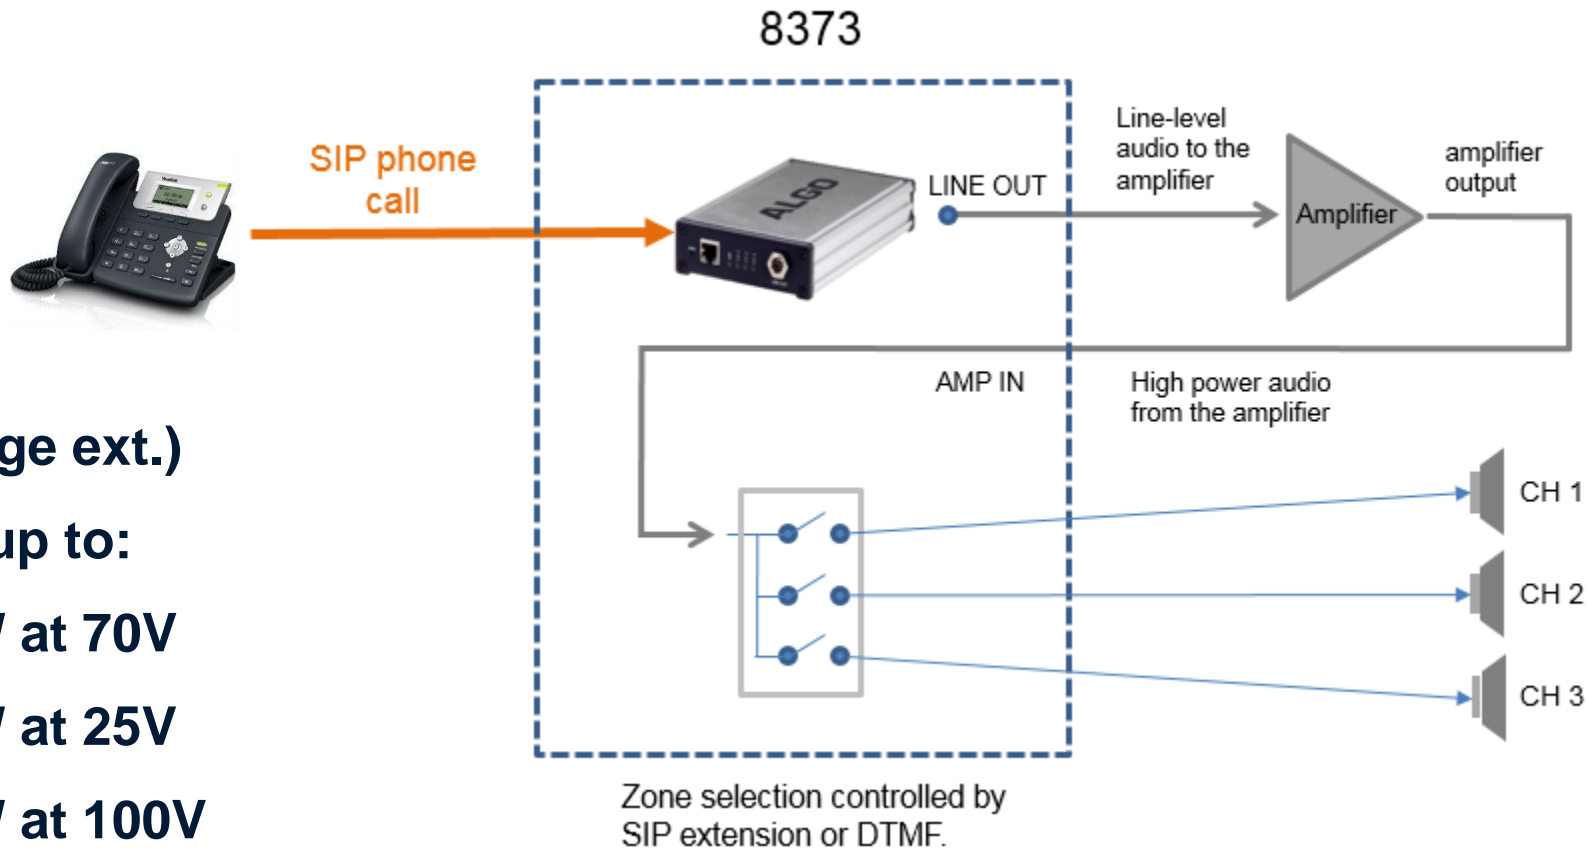 8373
SIP phone
call
ALGO
LINE OUT
Line-level
audio to the
amplifier
Amplifier
amplifier
output
AMP IN
High power audio
from the amplifier
ge ext.)
up to:
at 70V
at 25V
at 100V
CH 1
CH 2
CH 3
Zone selection controlled by
SIP extension or DTMF.